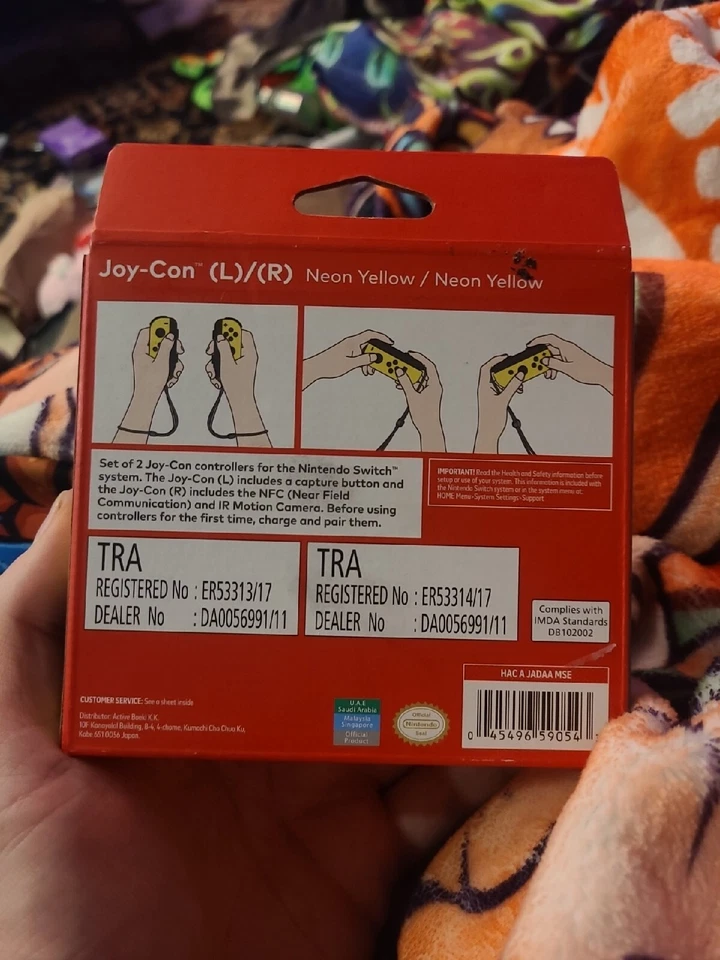 Joy-Con™ (L)/(R) Neon Yellow / Neon Yellow
Set of 2 Joy-Con controllers for the Nintendo Switch™
system. The Joy-Con (L) includes a capture button and
the Joy-Con (R) includes the NFC (Near Field
Communication) and IR Motion Camera. Before using
controllers for the first time, charge and pair them.
IMPORTANT! Read the Health and Safety information before
setup or use of your system. This information is included with
the Nintendo Switch system or in the system menu at:
HOME Menu>System Settings>Support
TRA
REGISTERED No : ER53313/17
DEALER No : DA0056991/11
TRA
REGISTERED No : ER53314/17
DEALER No : DA0056991/11
Complies with
IMDA Standards
DB102002
CUSTOMER SERVICE: See a sheet inside
Distributor: Active Boeki K.K.
Kobe 651-0056 Japan
U.A.E
Saudi Arabia
Malaysia
Singapore
Official
Product
Official
Nintendo
Seal
HAC A JADAA MSE
0 45496 59054